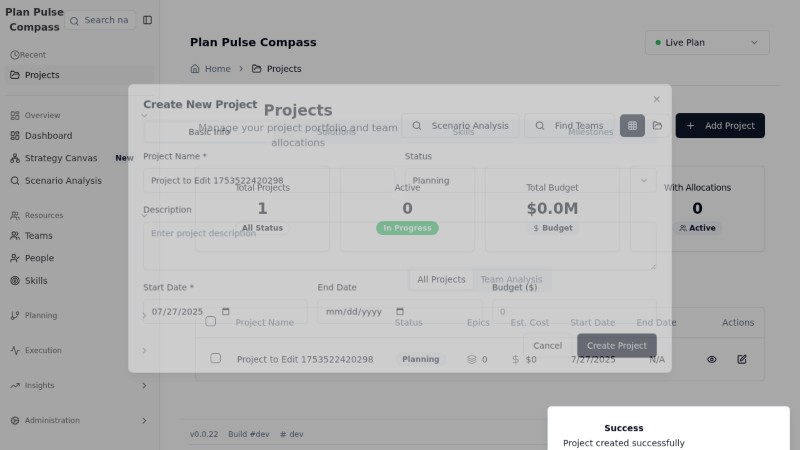 Plan Pulse
Compass
Search na
Recent
Projects
Overview
Dashboard
Strategy Canvas New
Scenario Analysis
Resources
Teams
People
Skills
Planning
Execution
Insights
Administration
Plan Pulse Compass
Live Plan
Home > Projects
Projects
Manage your project portfolio and team
allocations
Scenario Analysis
Find Teams
Add Project
Total Projects
1
All Status
Active
0
In Progress
Total Budget
$0.0M
$ Budget
With Allocations
0
Active
All Projects Team Analysis
Project Name Status Epics Est. Cost Start Date End Date Actions
Project to Edit 1753522420298 Planning 0 $ $0 7/27/2025 N/A
v0.0.22 Build #dev # dev
Create New Project
Basic Info Solutions Skills Milestones
Project Name * Status
Project to Edit 1753522420298 Planning
Description
Enter project description
Start Date * End Date Budget ($)
07/27/2025 mm/dd/yyyy 0
Cancel Create Project
Success
Project created successfully